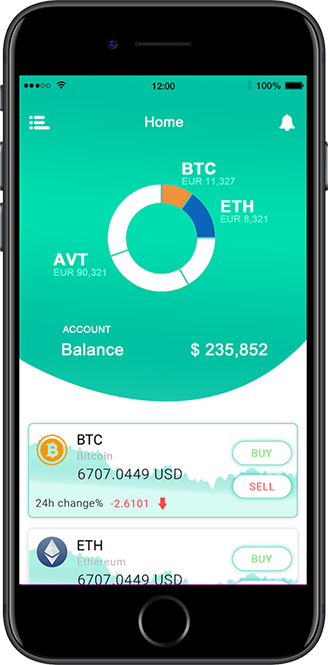 12:00
100%
Home
BTC
EUR 11,327
ETH
EUR 8,321
AVT
EUR 90,321
ACCOUNT
Balance
$ 235,852
BTC
Bitcoin
BUY
6707.0449 USD
SELL
24h change% -2.6101
ETH
Ethereum
BUY
6707.0449 USD